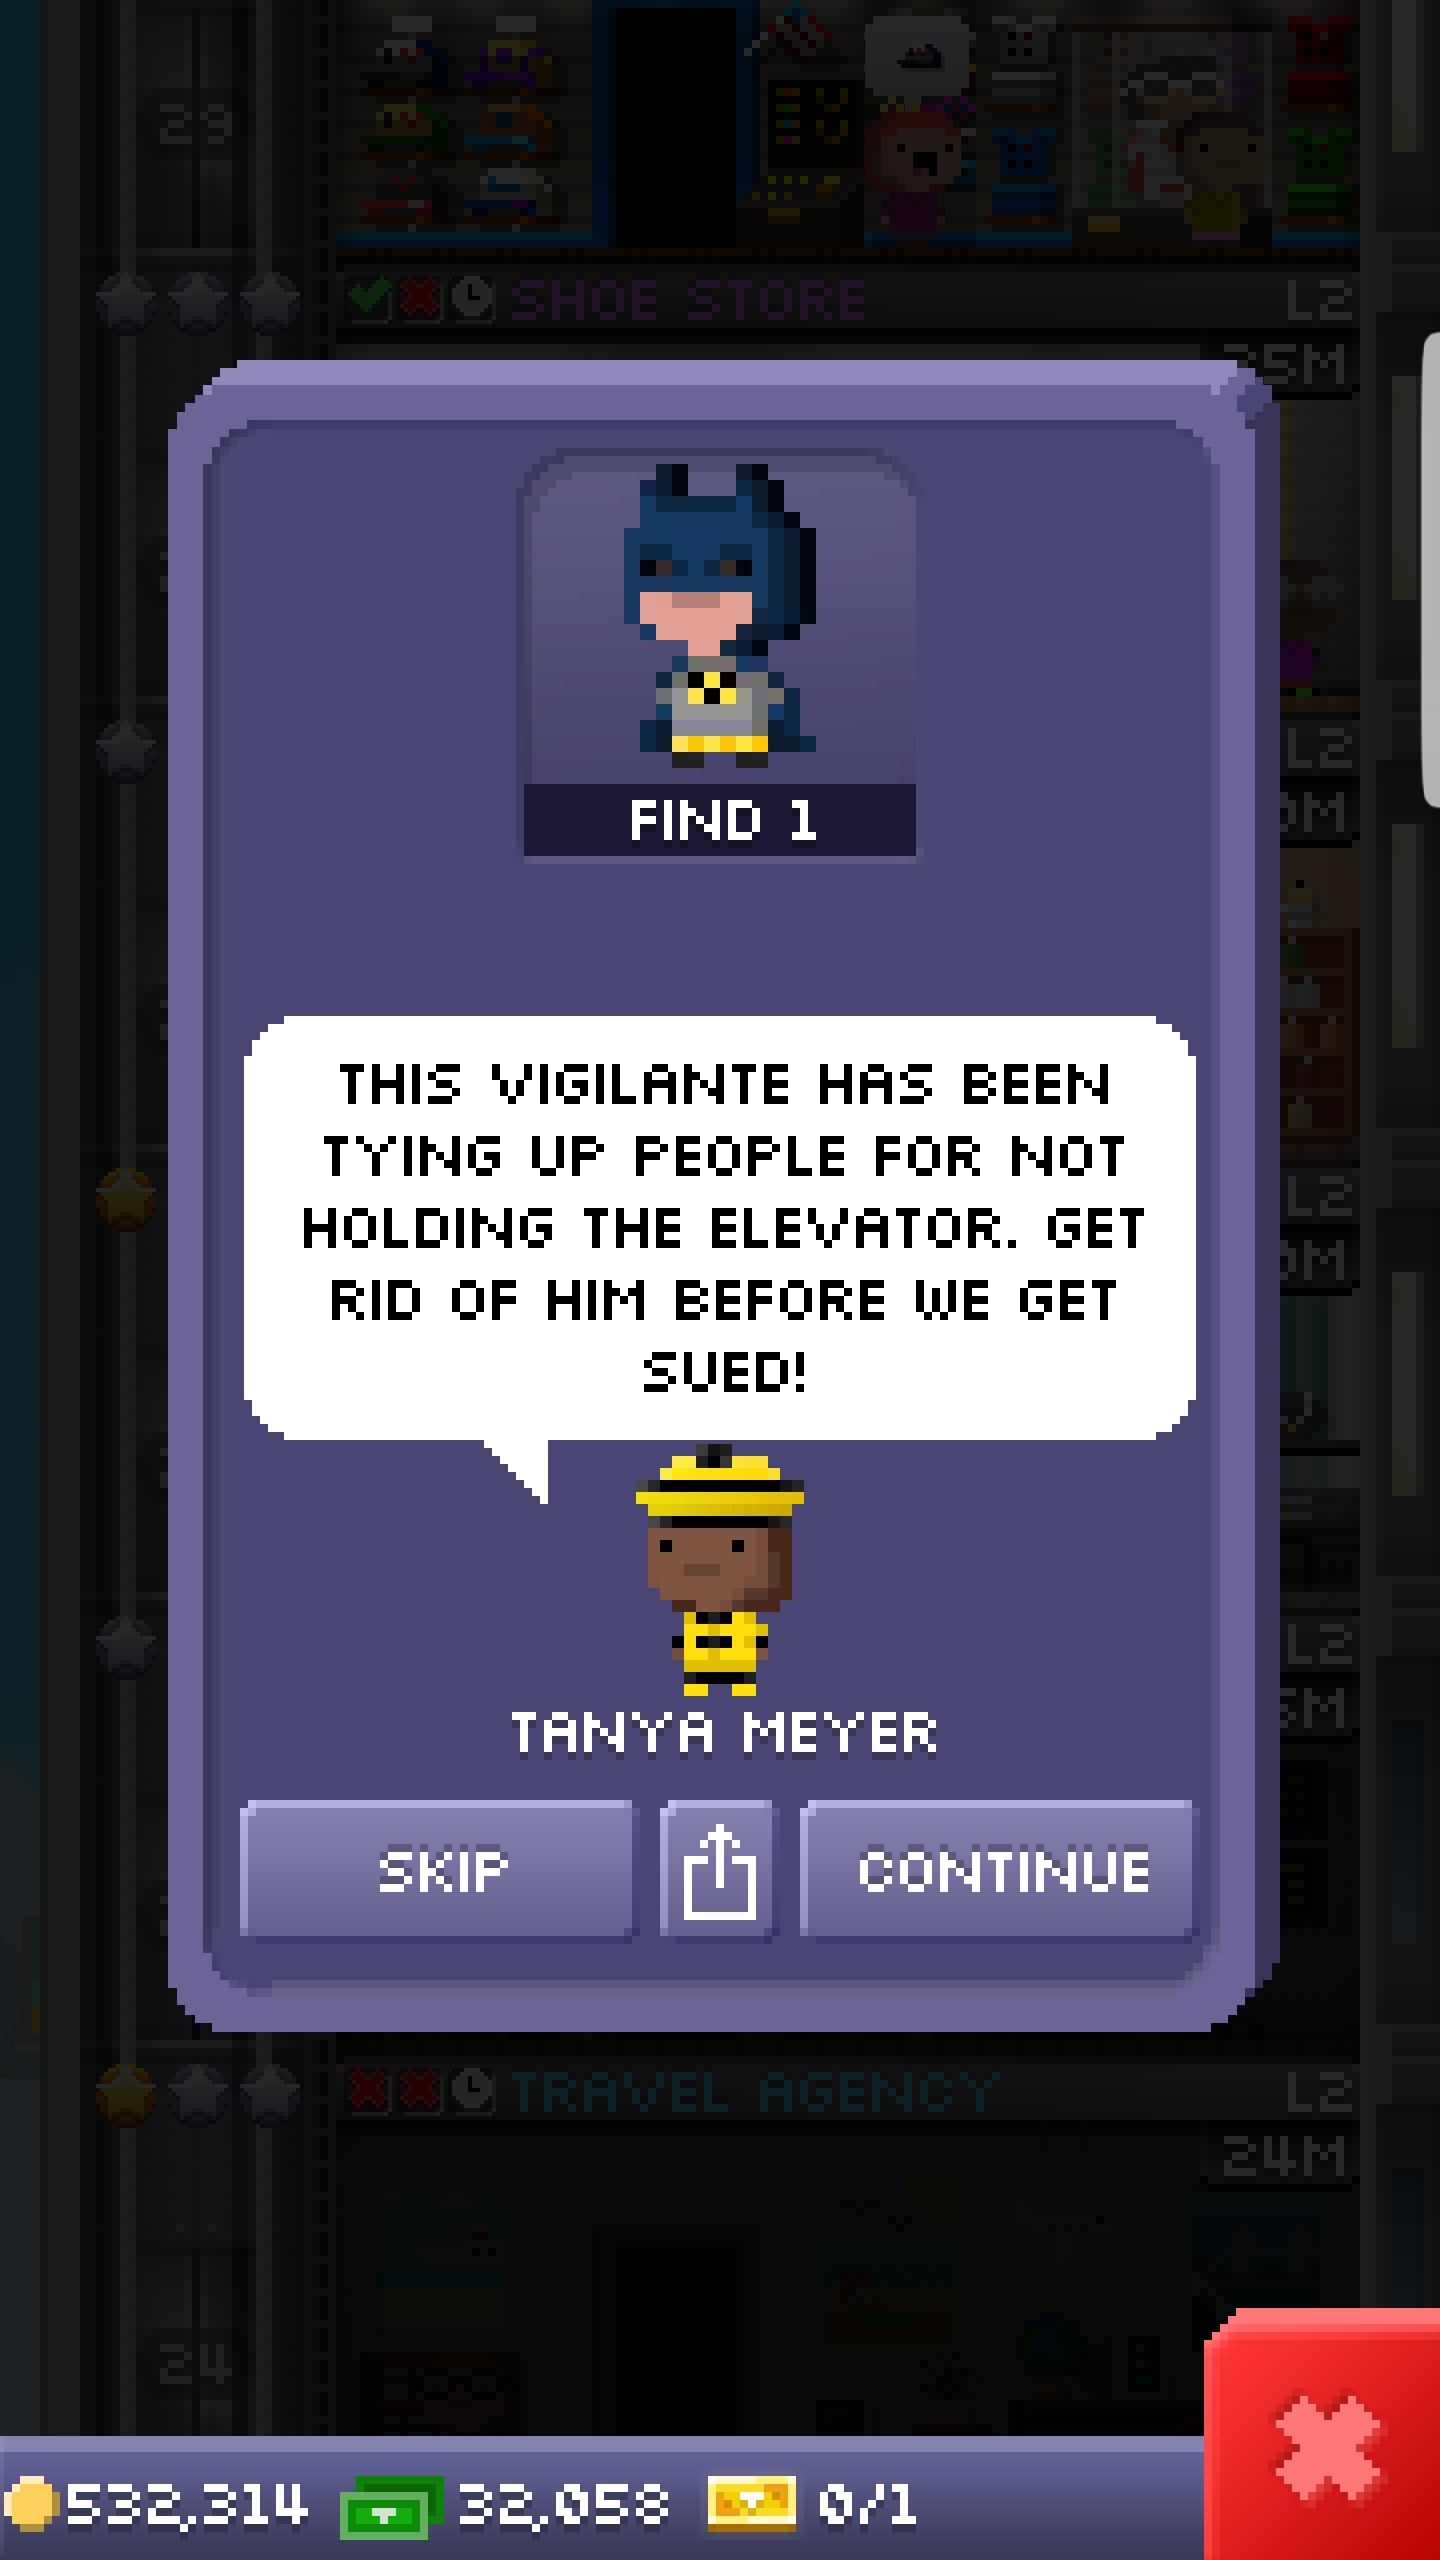 29
SHOE STORE
L2
25M
FIND 1
L2
0M
THIS VIGILANTE HAS BEEN
TYING UP PEOPLE FOR NOT
HOLDING THE ELEVATOR. GET
RID OF HIM BEFORE WE GET
SUED!
L2
0M
L2
5M
TANYA MEYER
SKIP
CONTINUE
TRAVEL AGENCY
L2
24M
24
532,314
32,058
0/1